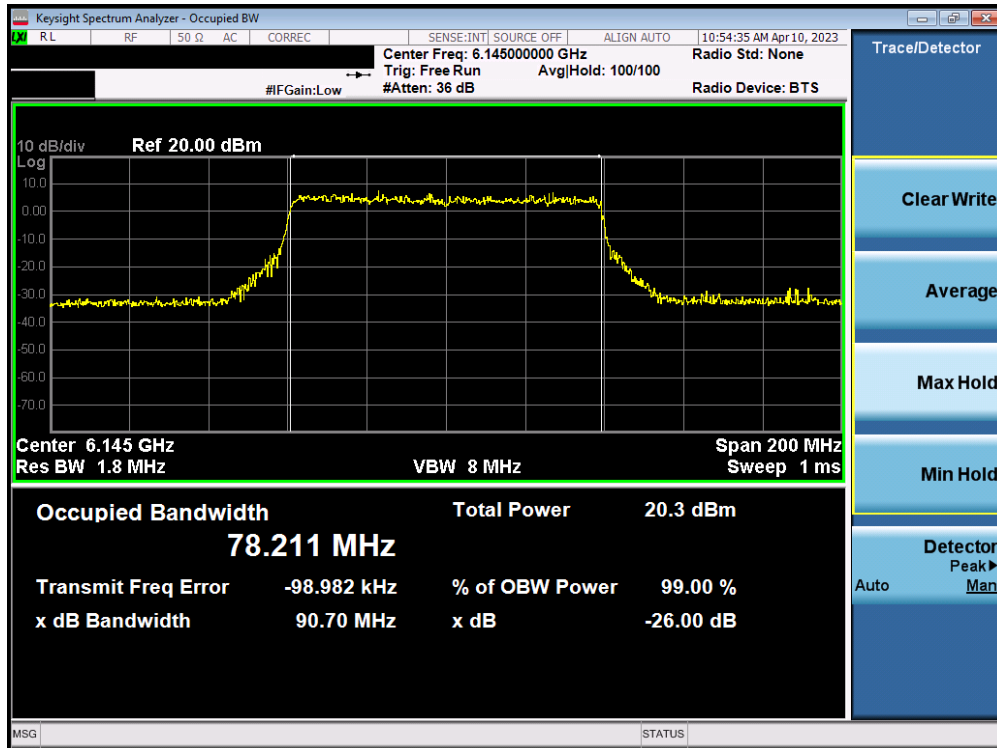 Keysight Spectrum Analyzer - Occupied BW
LXI RL RF 50 Ω AC CORREC SENSE:INT SOURCE OFF ALIGN AUTO 10:54:35 AM Apr 10, 2023
Center Freq: 6.145000000 GHz Radio Std: None
Trig: Free Run Avg|Hold: 100/100
#IFGain:Low #Atten: 36 dB Radio Device: BTS
10 dB/div Ref 20.00 dBm
Log
10.0
0.00
-10.0
-20.0
-30.0
-40.0
-50.0
-60.0
-70.0
Center 6.145 GHz Span 200 MHz
Res BW 1.8 MHz VBW 8 MHz Sweep 1 ms
Occupied Bandwidth Total Power 20.3 dBm
78.211 MHz
Transmit Freq Error -98.982 kHz % of OBW Power 99.00 %
x dB Bandwidth 90.70 MHz x dB -26.00 dB
MSG STATUS
Trace/Detector
Clear Write
Average
Max Hold
Min Hold
Detector
Peak▶
Auto Man